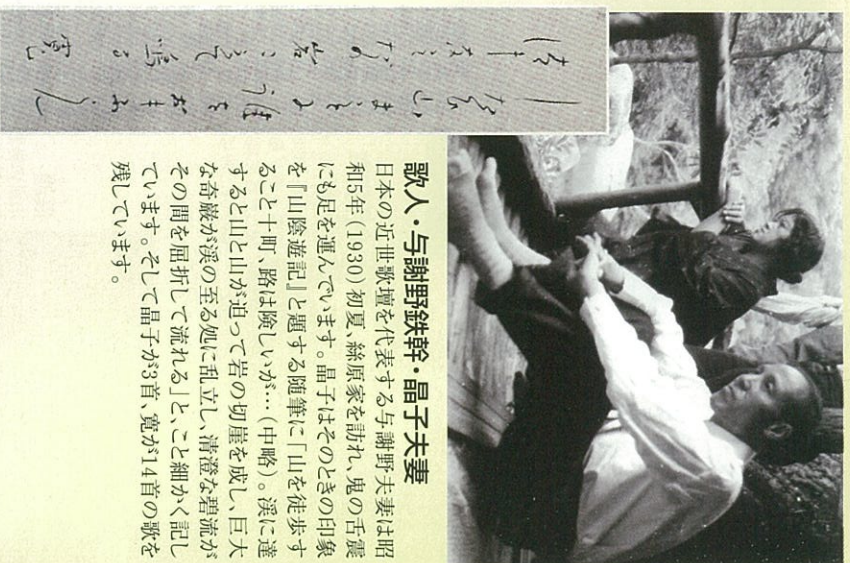 歌人・与謝野鉄幹・晶子夫妻
日本の近世歌壇を代表する与謝野夫妻は昭
和5年(1930)初夏、絲原家を訪れ、鬼の舌震
にも足を運んでいます。晶子はそのときの印象
を『山陰遊記』と題する随筆に「山を徒歩す
ること十町、路は険しいが…(中略)。渓に達
すると山と山が迫って岩の切崖を成し、巨大
な奇巌が渓の至る処に乱立し、清澄な碧流が
その間を屈折して流れる」と、こと細かく記し
ています。そして晶子が3首、寛が14首の歌を
残しています。